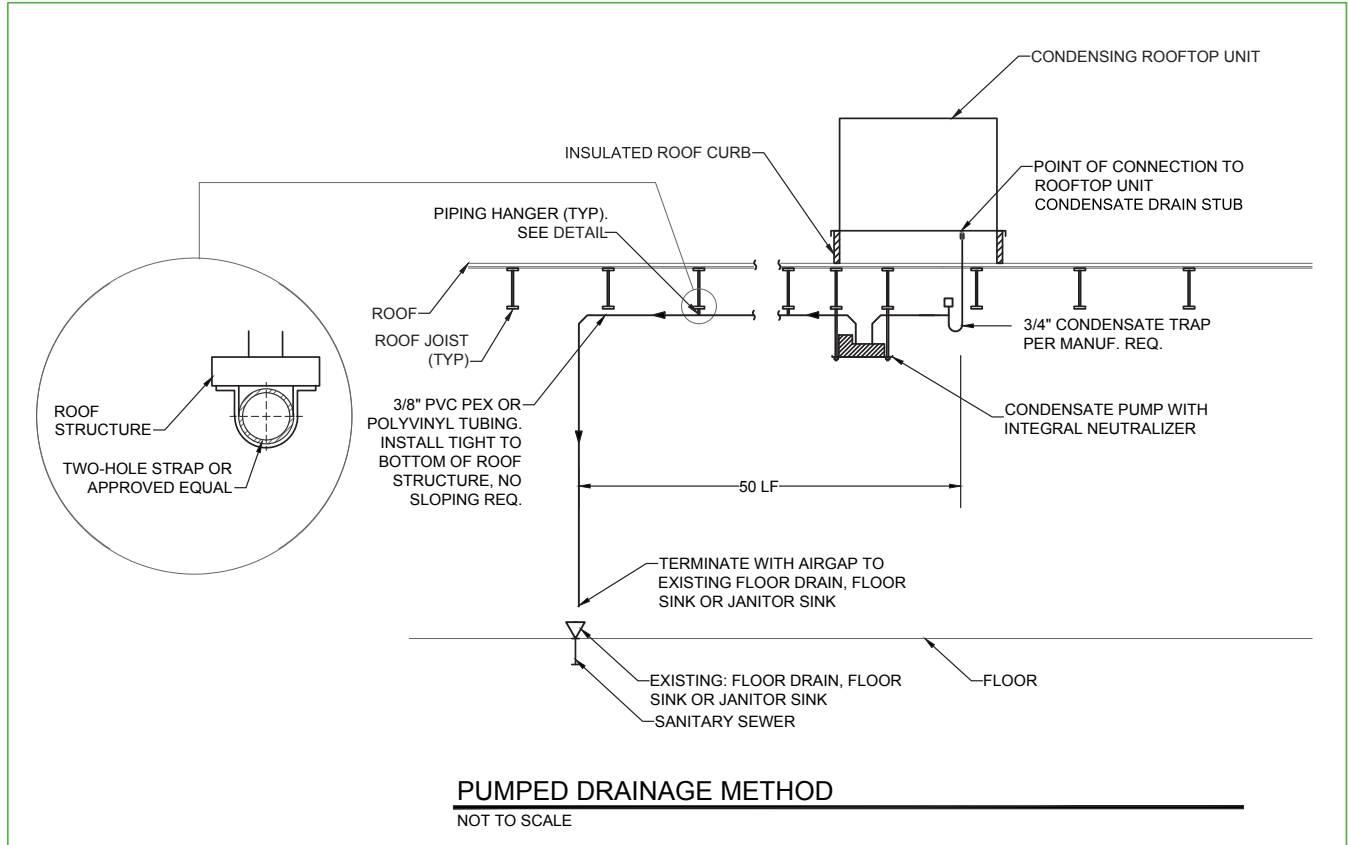 CONDENSING ROOFTOP UNIT
INSULATED ROOF CURB
POINT OF CONNECTION TO
ROOFTOP UNIT
CONDENSATE DRAIN STUB
PIPING HANGER (TYP).
SEE DETAIL
ROOF
ROOF JOIST
(TYP)
3/4" CONDENSATE TRAP
PER MANUF. REQ.
3/8" PVC PEX OR
POLYVINYL TUBING.
INSTALL TIGHT TO
BOTTOM OF ROOF
STRUCTURE, NO
SLOPING REQ.
CONDENSATE PUMP WITH
INTEGRAL NEUTRALIZER
ROOF
STRUCTURE
TWO-HOLE STRAP OR
APPROVED EQUAL
50 LF
TERMINATE WITH AIRGAP TO
EXISTING FLOOR DRAIN, FLOOR
SINK OR JANITOR SINK
EXISTING: FLOOR DRAIN, FLOOR
SINK OR JANITOR SINK
FLOOR
SANITARY SEWER
PUMPED DRAINAGE METHOD
NOT TO SCALE